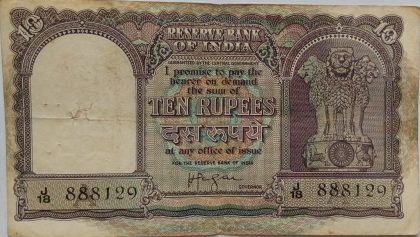 10 10
RESERVE BANK
OF INDIA
GUARANTEED BY THE CENTRAL GOVERNMENT
I promise to pay the
bearer on demand
the sum of
TEN RUPEES
दस रूपये
at any office of issue
FOR THE RESERVE BANK OF INDIA
GOVERNOR
J/18 888129
J/18 888129